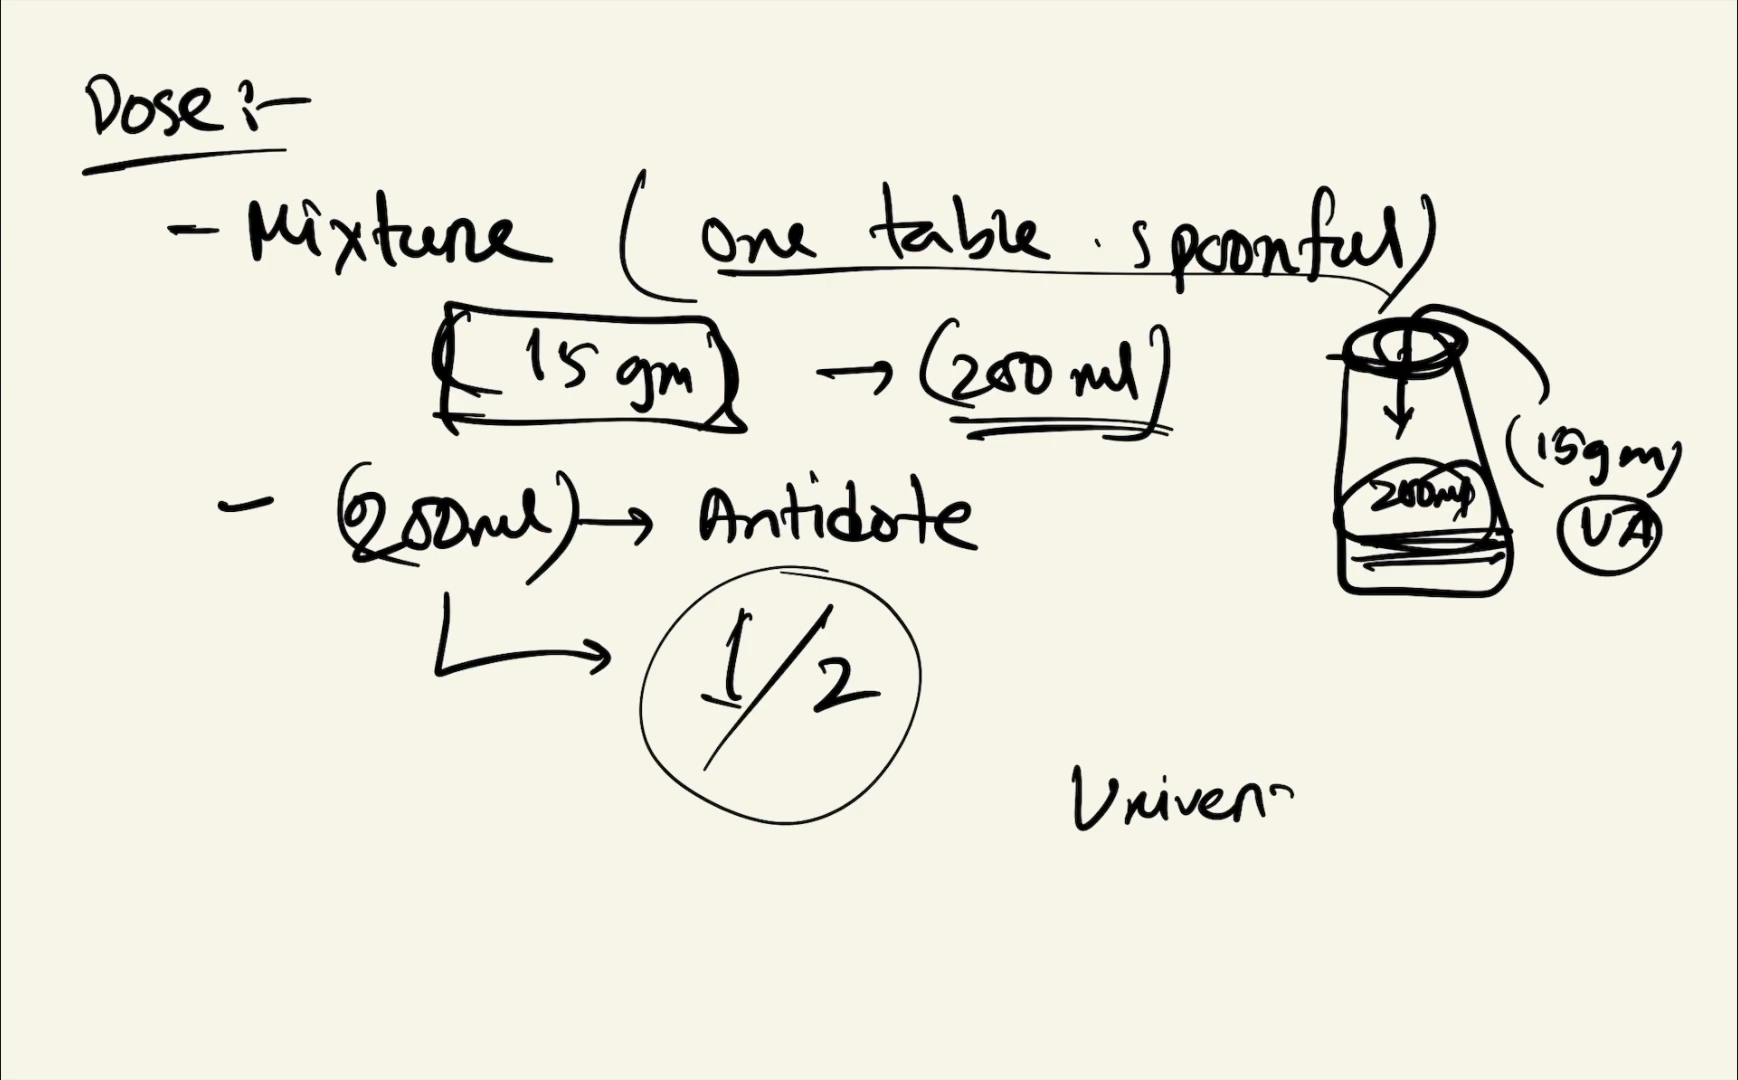 Dose :-
- Mixture (one table spoonful)
15 gm → (200 ml)
(15gm)
200ml
UA
- (200ml) → Antidote
1/2
Univer